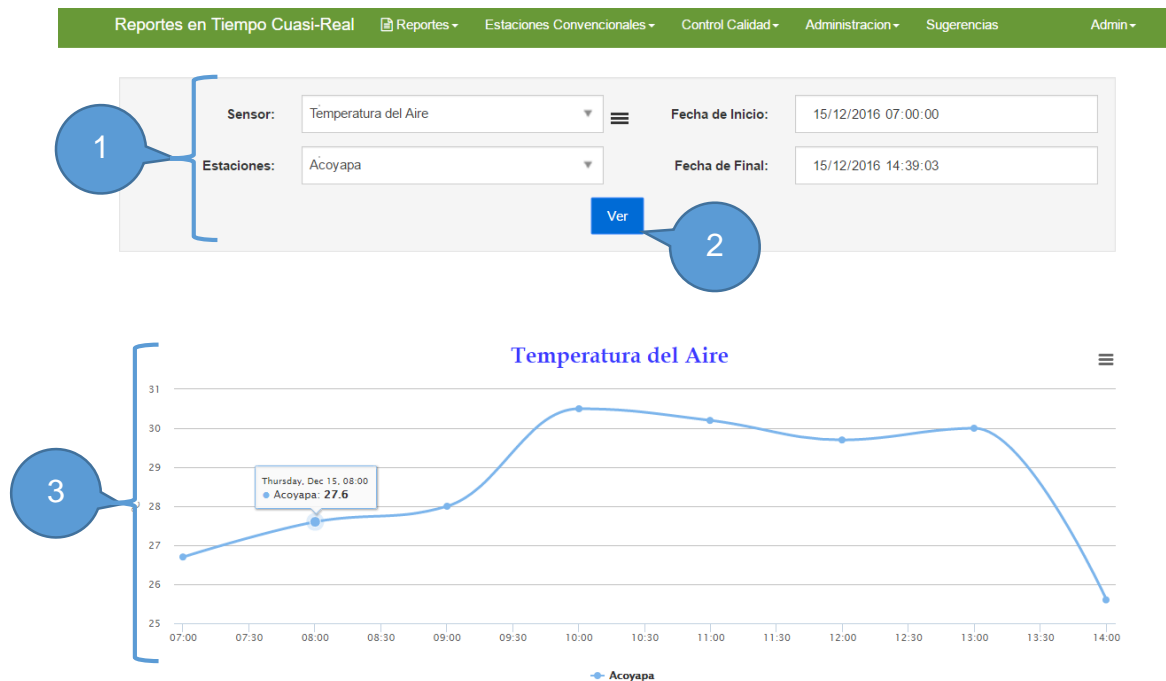 Reportes en Tiempo Cuasi-Real Reportes Estaciones Convencionales Control Calidad Administracion Sugerencias Admin
1
Sensor: Temperatura del Aire Fecha de Inicio: 15/12/2016 07:00:00
Estaciones: Acoyapa Fecha de Final: 15/12/2016 14:39:03
Ver
2
Temperatura del Aire
3
31
30
29
28
27
26
25
Thursday, Dec 15, 08:00
Acoyapa: 27.6
07:00 07:30 08:00 08:30 09:00 09:30 10:00 10:30 11:00 11:30 12:00 12:30 13:00 13:30 14:00
Acoyapa